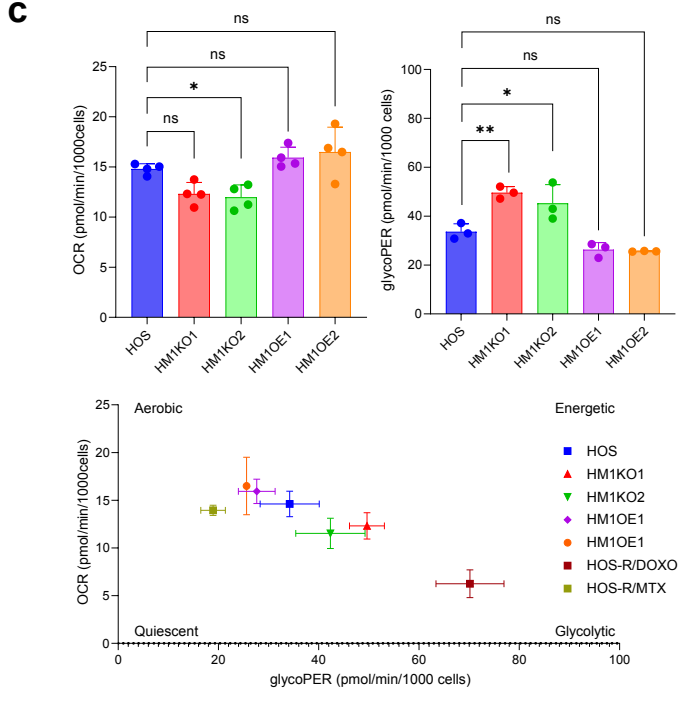 c
ns
ns
*
ns
25
20
15
10
5
0
OCR (pmol/min/1000cells)
HOS
HM1KO1
HM1KO2
HM1OE1
HM1OE2
ns
ns
*
**
100
80
60
40
20
0
glycoPER (pmol/min/1000 cells)
HOS
HM1KO1
HM1KO2
HM1OE1
HM1OE2
25
20
15
10
5
0
OCR (pmol/min/1000cells)
Aerobic
Energetic
HOS
HM1KO1
HM1KO2
HM1OE1
HM1OE1
HOS-R/DOXO
HOS-R/MTX
Quiescent
Glycolytic
0
20
40
60
80
100
glycoPER (pmol/min/1000 cells)